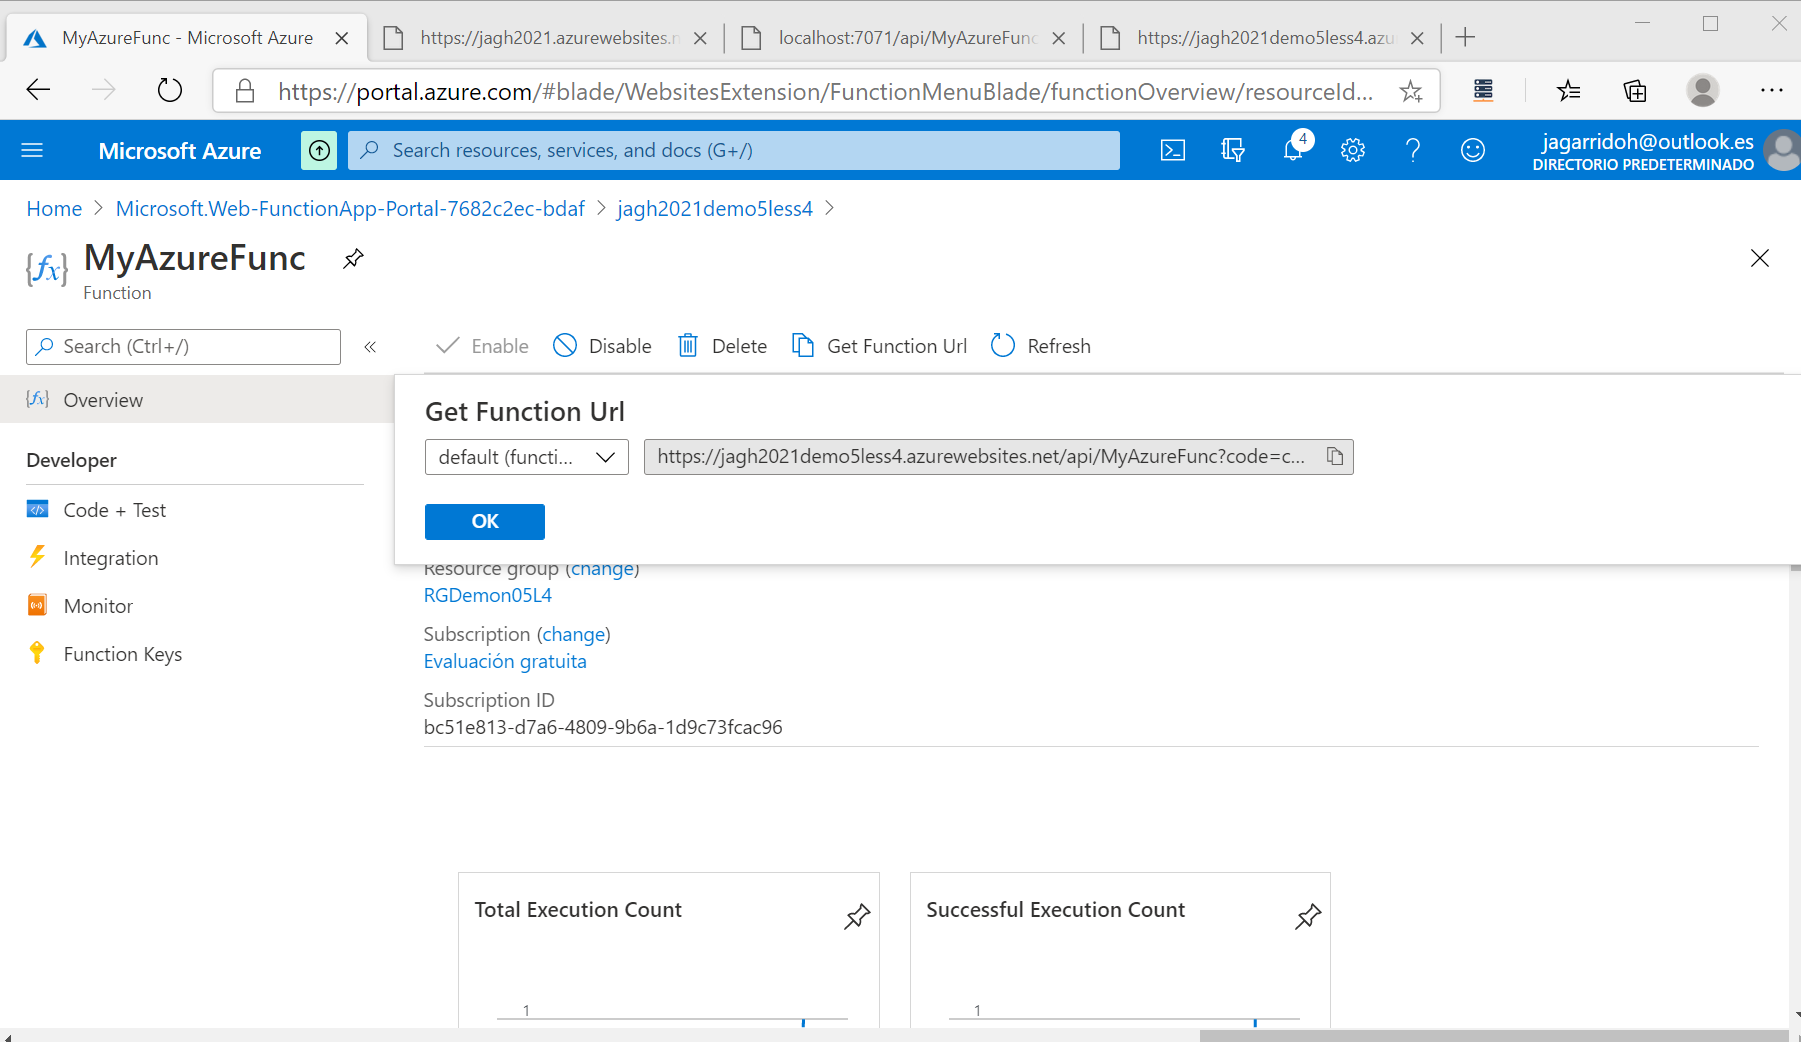 MyAzureFunc - Microsoft Azure
https://jagh2021.azurewebsites.n
localhost:7071/api/MyAzureFunc
https://jagh2021demo5less4.azu
https://portal.azure.com/#blade/WebsitesExtension/FunctionMenuBlade/functionOverview/resourceId...
Microsoft Azure
Search resources, services, and docs (G+/)
4
jagarridoh@outlook.es
DIRECTORIO PREDETERMINADO
Home > Microsoft.Web-FunctionApp-Portal-7682c2ec-bdaf > jagh2021demo5less4 >
{fx}
MyAzureFunc
Function
Search (Ctrl+/)
«
Enable
Disable
Delete
Get Function Url
Refresh
{fx} Overview
Developer
Code + Test
Integration
Monitor
Function Keys
Get Function Url
default (functi...
https://jagh2021demo5less4.azurewebsites.net/api/MyAzureFunc?code=c...
OK
Resource group (change)
RGDemon05L4
Subscription (change)
Evaluación gratuita
Subscription ID
bc51e813-d7a6-4809-9b6a-1d9c73fcac96
Total Execution Count
1
Successful Execution Count
1